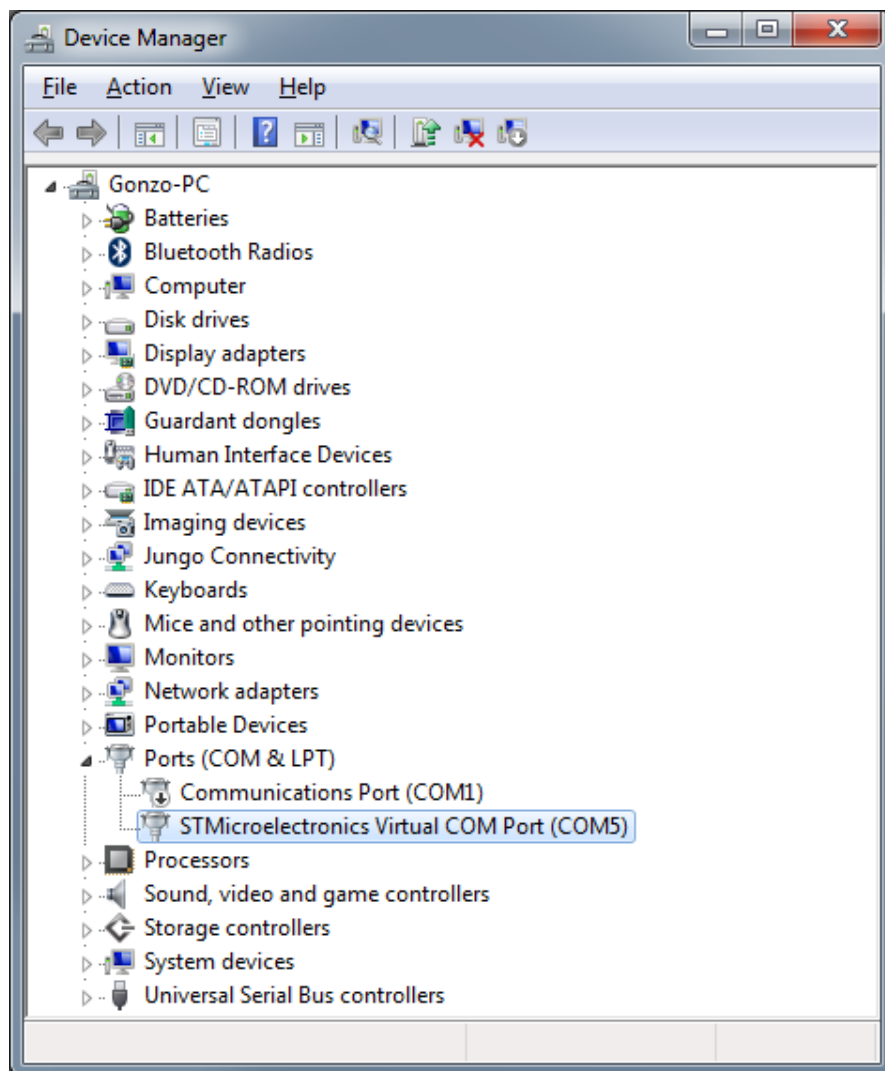 Device Manager
File Action View Help
Gonzo-PC
Batteries
Bluetooth Radios
Computer
Disk drives
Display adapters
DVD/CD-ROM drives
Guardant dongles
Human Interface Devices
IDE ATA/ATAPI controllers
Imaging devices
Jungo Connectivity
Keyboards
Mice and other pointing devices
Monitors
Network adapters
Portable Devices
Ports (COM & LPT)
Communications Port (COM1)
STMicroelectronics Virtual COM Port (COM5)
Processors
Sound, video and game controllers
Storage controllers
System devices
Universal Serial Bus controllers